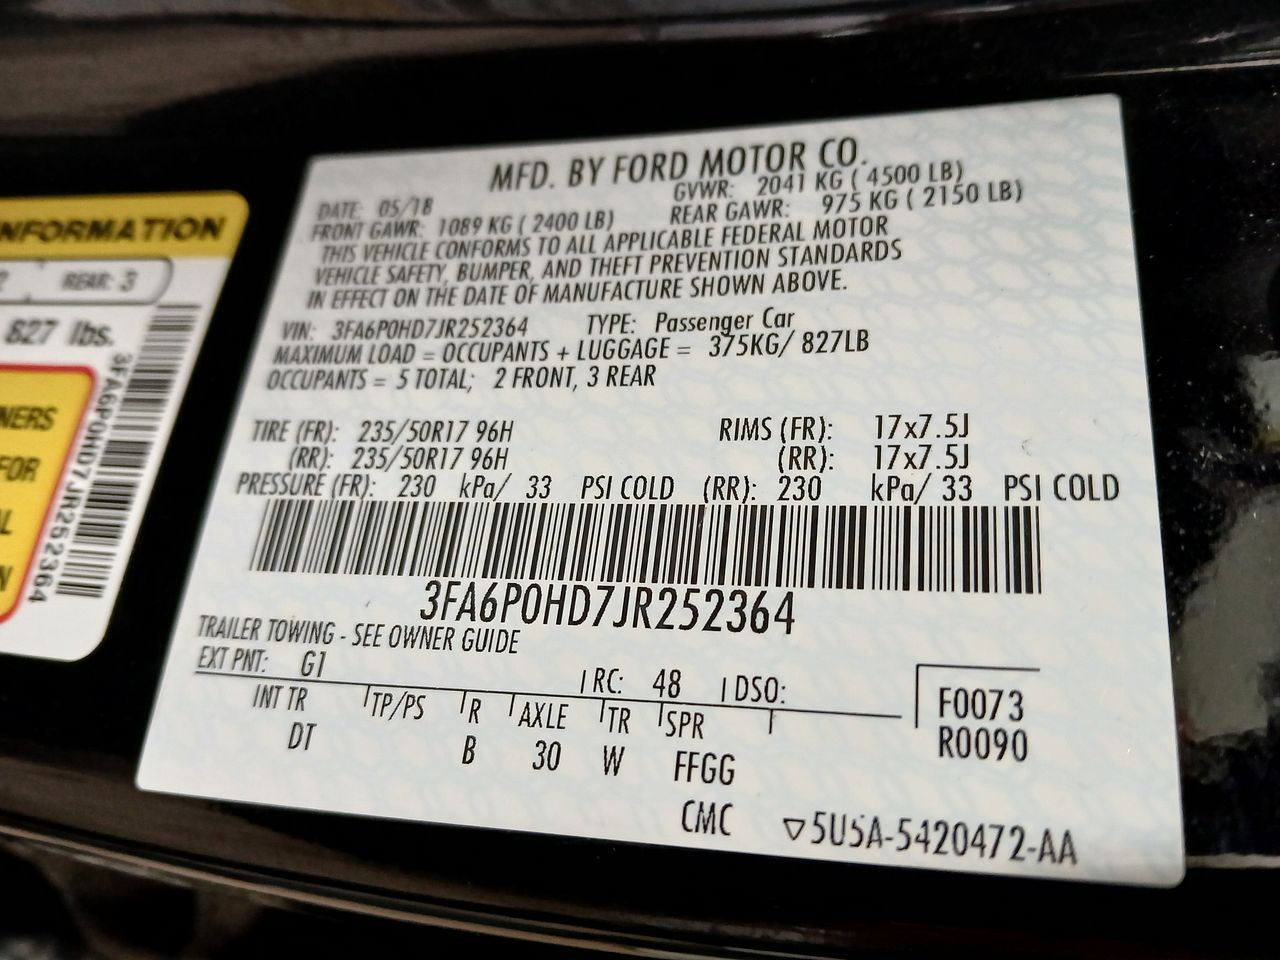 MFD. BY FORD MOTOR CO.
DATE: 05/18 GVWR: 2041 KG ( 4500 LB)
FRONT GAWR: 1089 KG ( 2400 LB) REAR GAWR: 975 KG ( 2150 LB)
THIS VEHICLE CONFORMS TO ALL APPLICABLE FEDERAL MOTOR
VEHICLE SAFETY, BUMPER, AND THEFT PREVENTION STANDARDS
IN EFFECT ON THE DATE OF MANUFACTURE SHOWN ABOVE.
VIN: 3FA6P0HD7JR252364 TYPE: Passenger Car
MAXIMUM LOAD = OCCUPANTS + LUGGAGE = 375KG/ 827LB
OCCUPANTS = 5 TOTAL; 2 FRONT, 3 REAR
TIRE (FR): 235/50R17 96H RIMS (FR): 17x7.5J
(RR): 235/50R17 96H (RR): 17x7.5J
PRESSURE (FR): 230 kPa/ 33 PSI COLD (RR): 230 kPa/ 33 PSI COLD
3FA6P0HD7JR252364
TRAILER TOWING - SEE OWNER GUIDE
EXT PNT: G1 RC: 48 DSO:
INT TR TP/PS R AXLE TR SPR
DT B 30 W FFGG
CMC
F0073
R0090
▽5U5A-5420472-AA
NFORMATION
2 REAR: 3
827 lbs.
NERS
FOR
AL
N
3FA6P0HD7JR252364